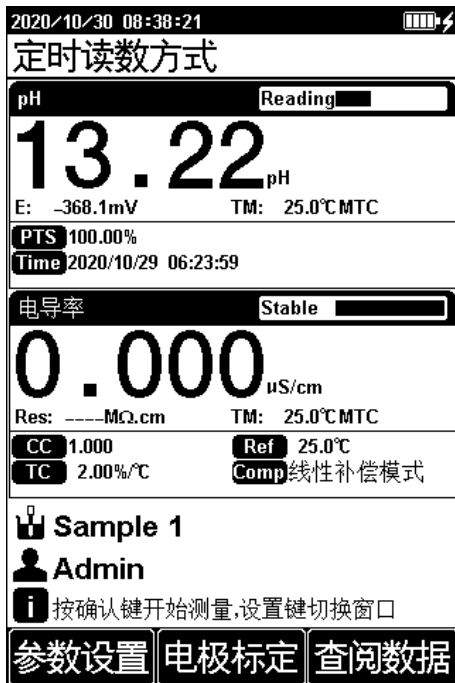 2020/10/30 08:38:21
定时读数方式
pH Reading
13.22pH
E: -368.1mV TM: 25.0℃ MTC
PTS 100.00%
Time 2020/10/29 06:23:59
电导率 Stable
0.000μS/cm
Res: ----MΩ.cm TM: 25.0℃ MTC
CC 1.000 Ref 25.0℃
TC 2.00%/℃ Comp 线性补偿模式
Sample 1
Admin
i 按确认键开始测量,设置键切换窗口
参数设置 电极标定 查阅数据